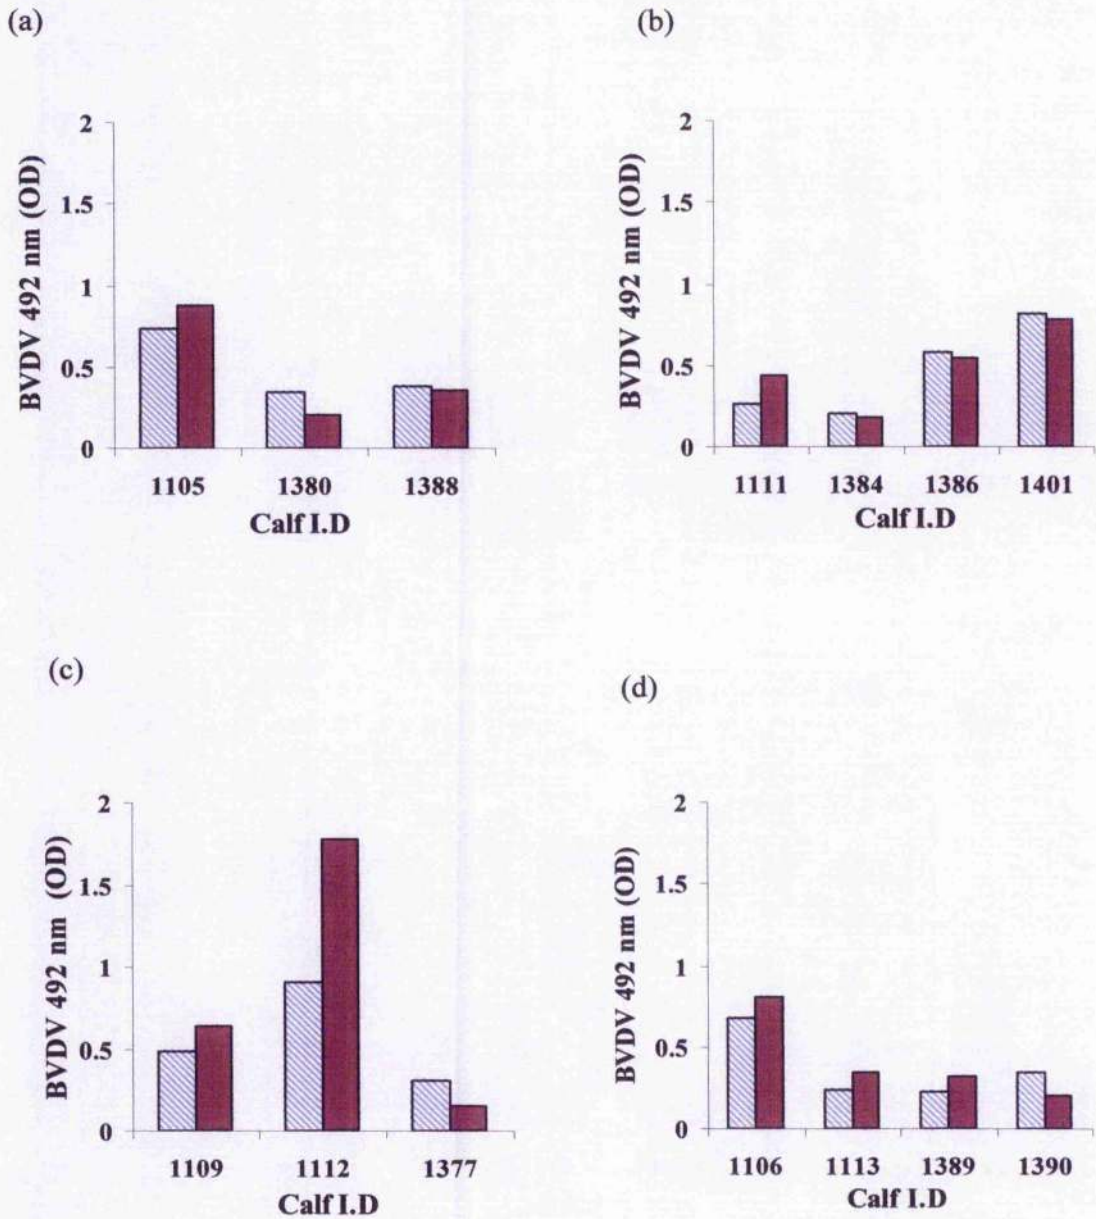 (a)
BVDV 492 nm (OD)
2
1.5
1
0.5
0
1105 1380 1388
Calf I.D
(b)
BVDV 492 nm (OD)
2
1.5
1
0.5
0
1111 1384 1386 1401
Calf I.D
(c)
BVDV 492 nm (OD)
2
1.5
1
0.5
0
1109 1112 1377
Calf I.D
(d)
BVDV 492 nm (OD)
2
1.5
1
0.5
0
1106 1113 1389 1390
Calf I.D